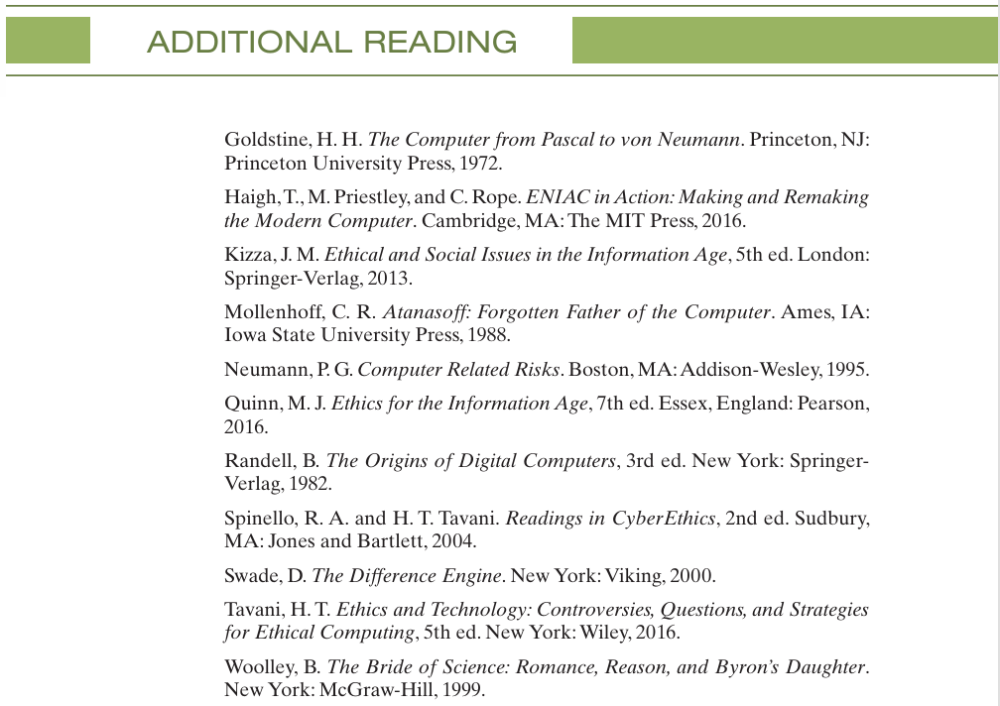 ADDITIONAL READING
Goldstine, H. H. The Computer from Pascal to von Neumann. Princeton, NJ:
Princeton University Press, 1972.
Haigh, T., M. Priestley, and C. Rope. ENIAC in Action: Making and Remaking
the Modern Computer. Cambridge, MA: The MIT Press, 2016.
Kizza, J. M. Ethical and Social Issues in the Information Age, 5th ed. London:
Springer-Verlag, 2013.
Mollenhoff, C. R. Atanasoff: Forgotten Father of the Computer. Ames, IA:
Iowa State University Press, 1988.
Neumann, P. G. Computer Related Risks. Boston, MA: Addison-Wesley, 1995.
Quinn, M. J. Ethics for the Information Age, 7th ed. Essex, England: Pearson,
2016.
Randell, B. The Origins of Digital Computers, 3rd ed. New York: Springer-
Verlag, 1982.
Spinello, R. A. and H. T. Tavani. Readings in CyberEthics, 2nd ed. Sudbury,
MA: Jones and Bartlett, 2004.
Swade, D. The Difference Engine. New York: Viking, 2000.
Tavani, H. T. Ethics and Technology: Controversies, Questions, and Strategies
for Ethical Computing, 5th ed. New York: Wiley, 2016.
Woolley, B. The Bride of Science: Romance, Reason, and Byron's Daughter.
New York: McGraw-Hill, 1999.